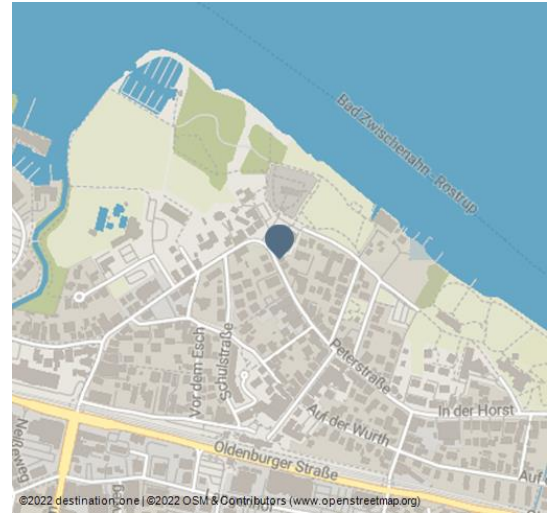 Bad Zwischenahn - Rostrup
Vor dem Esch
Schulstraße
Peterstraße
In der Horst
Auf der Wurth
Auf
Oldenburger Straße
©2022 destination.one | ©2022 OSM & Contributors (www.openstreetmap.org)